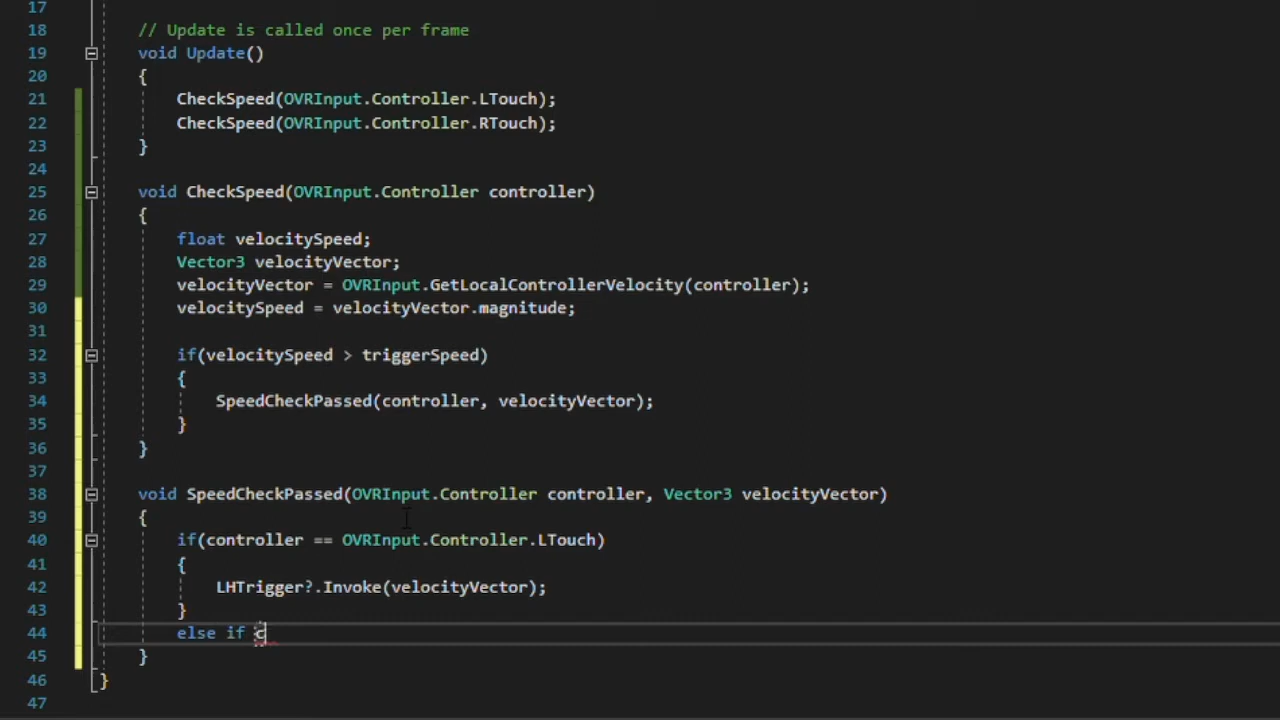 17
18 // Update is called once per frame
19 void Update()
20 {
21 CheckSpeed(OVRInput.Controller.LTouch);
22 CheckSpeed(OVRInput.Controller.RTouch);
23 }
24
25 void CheckSpeed(OVRInput.Controller controller)
26 {
27 float velocitySpeed;
28 Vector3 velocityVector;
29 velocityVector = OVRInput.GetLocalControllerVelocity(controller);
30 velocitySpeed = velocityVector.magnitude;
31
32 if(velocitySpeed > triggerSpeed)
33 {
34 SpeedCheckPassed(controller, velocityVector);
35 }
36 }
37
38 void SpeedCheckPassed(OVRInput.Controller controller, Vector3 velocityVector)
39 {
40 if(controller == OVRInput.Controller.LTouch)
41 {
42 LHTrigger?.Invoke(velocityVector);
43 }
44 else if c
45 }
46 }
47